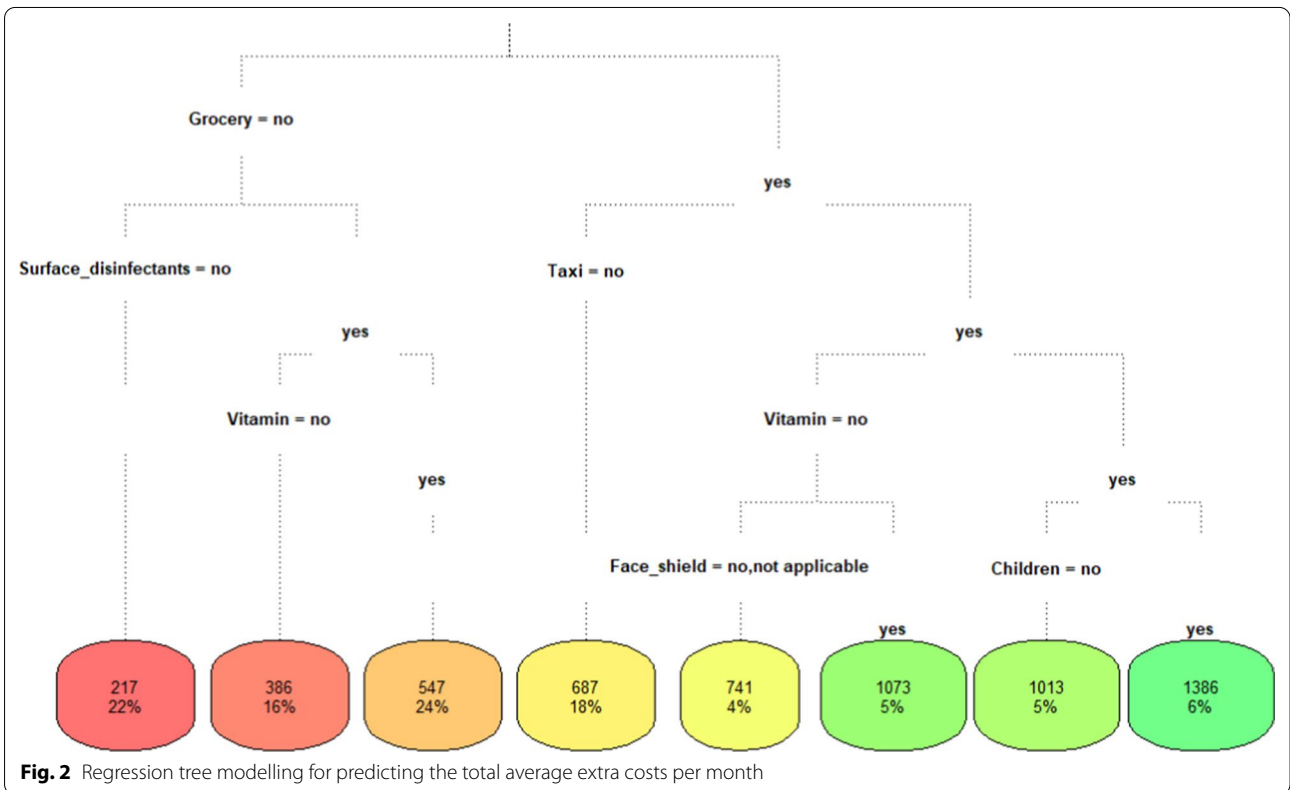 Grocery = no
yes
Surface_disinfectants = no
Taxi = no
yes
yes
Vitamin = no
Vitamin = no
yes
yes
Face_shield = no,not applicable
Children = no
yes
yes
217
22%
386
16%
547
24%
687
18%
741
4%
1073
5%
1013
5%
1386
6%
Fig. 2 Regression tree modelling for predicting the total average extra costs per month